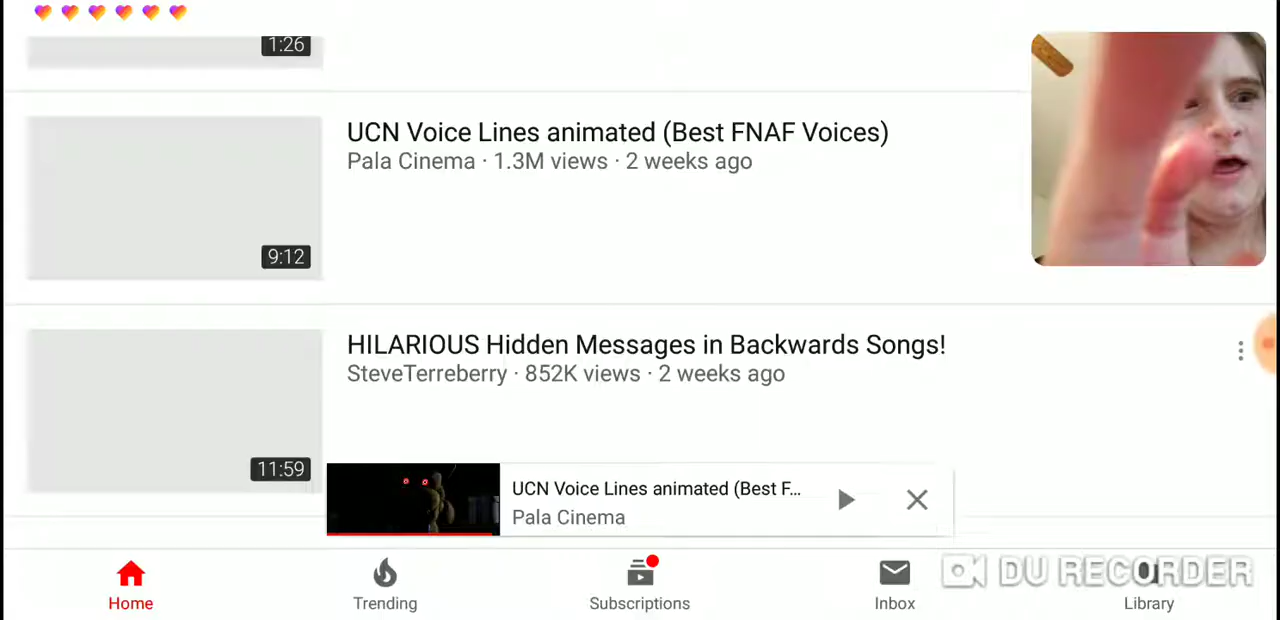 1:26
UCN Voice Lines animated (Best FNAF Voices)
Pala Cinema · 1.3M views · 2 weeks ago
9:12
HILARIOUS Hidden Messages in Backwards Songs!
SteveTerreberry · 852K views · 2 weeks ago
11:59
UCN Voice Lines animated (Best F...
Pala Cinema
DU RECORDER
Home
Trending
Subscriptions
Inbox
Library